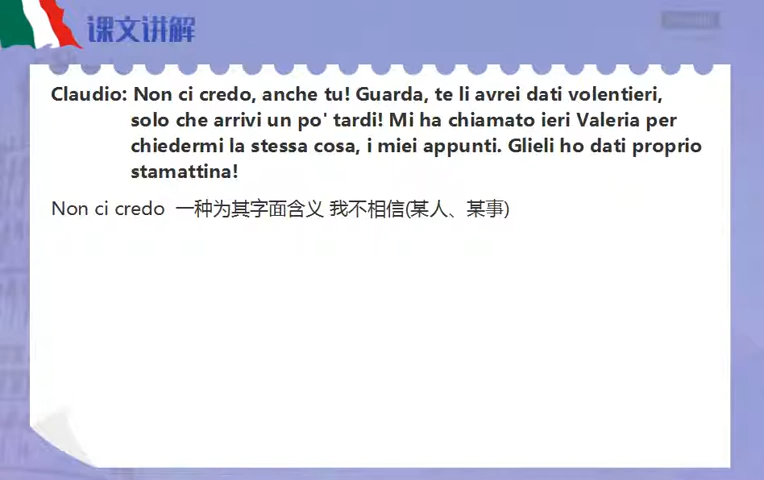 课文讲解
Claudio: Non ci credo, anche tu! Guarda, te li avrei dati volentieri,
solo che arrivi un po' tardi! Mi ha chiamato ieri Valeria per
chiedermi la stessa cosa, i miei appunti. Glieli ho dati proprio
stamattina!
Non ci credo 一种为其字面含义 我不相信(某人、某事)